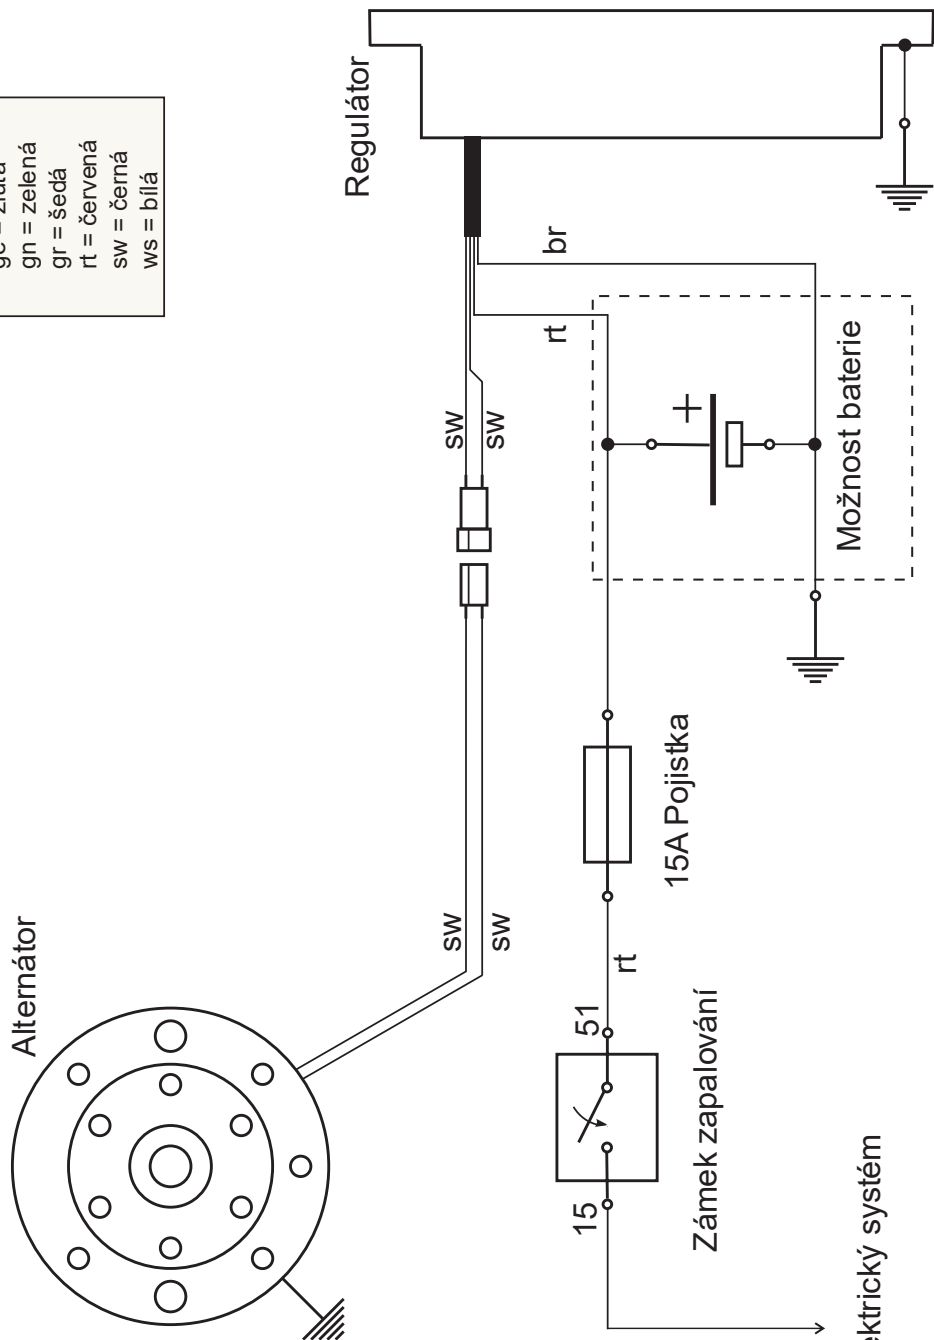 gn = zelená
gr = šedá
rt = červená
sw = černá
ws = bílá
Regulátor
br
rt
sw
sw
+
Možnost baterie
15A Pojistka
Alternátor
sw
sw
rt
51
15
Zámek zapalování
systém